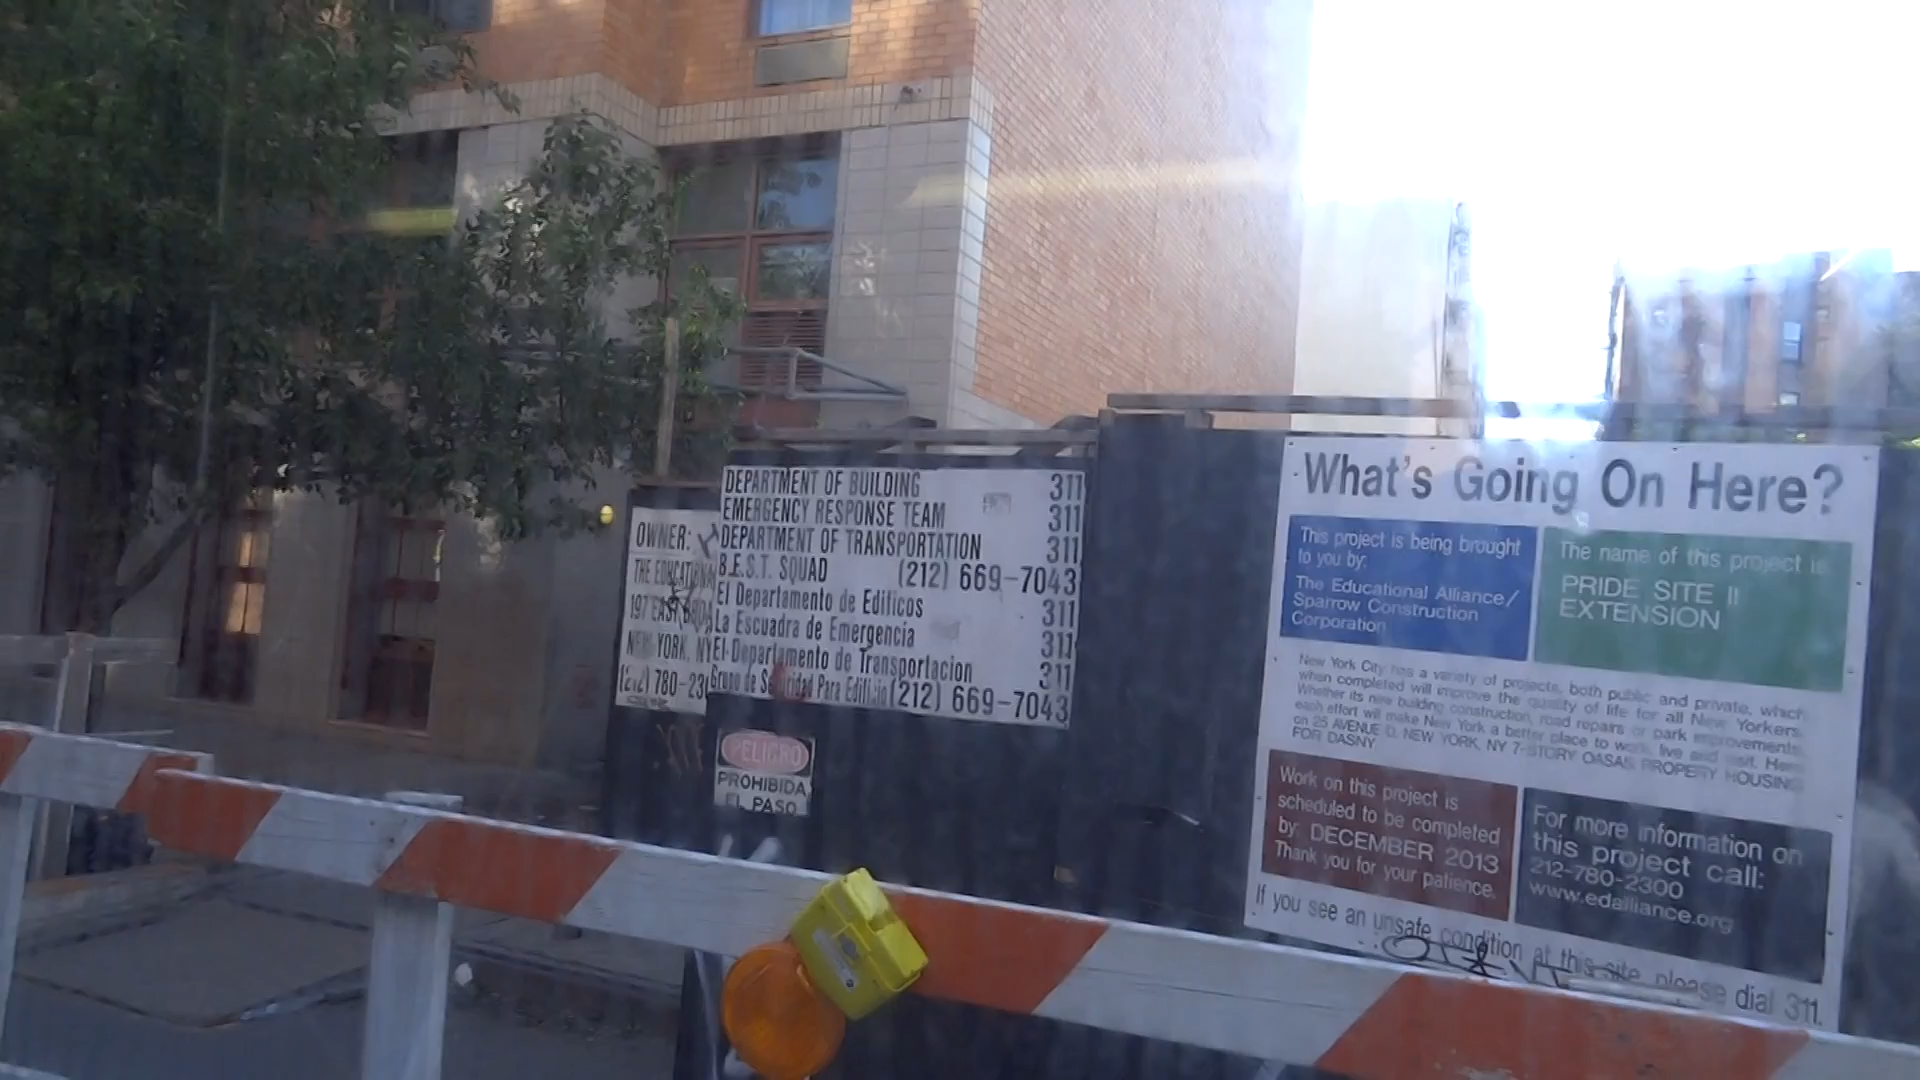 DEPARTMENT OF BUILDING 311
EMERGENCY RESPONSE TEAM 311
DEPARTMENT OF TRANSPORTATION 311
B.E.S.T. SQUAD (212) 669-7043
El Departamento de Edificos 311
La Escuadra de Emergencia 311
El Departamento de Transportacion 311
Grupo de Para Edificio (212) 669-7043
OWNER:
THE EDUCATIONA
197 EAST
NEW YORK, NY
(212) 780-23
PELIGRO
PROHIBIDA
EL PASO
What's Going On Here?
This project is being brought
to you by:
The Educational Alliance/
Sparrow Construction
Corporation
The name of this project is:
PRIDE SITE II
EXTENSION
New York City has a variety of projects, both public and private, which
when completed will improve the quality of life for all New Yorkers.
Whether its new building construction, road repairs or park improvements
each effort will make New York a better place to work, live and visit. Here
on 25 AVENUE D, NEW YORK, NY 7-STORY OASAS PROPERTY HOUSING
FOR DASNY
Work on this project is
scheduled to be completed
by: DECEMBER 2013
Thank you for your patience.
For more information on
this project call:
212-780-2300
www.edalliance.org
If you see an unsafe condition at this site please dial 311.